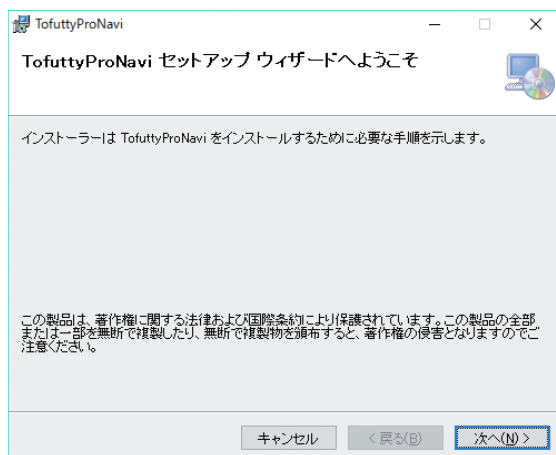 TofuttyProNavi
TofuttyProNavi セットアップ ウィザードへようこそ
インストーラーは TofuttyProNavi をインストールするために必要な手順を示します。
この製品は、著作権に関する法律および国際条約により保護されています。この製品の全部
または一部を無断で複製したり、無断で複製物を頒布すると、著作権の侵害となりますのでご
注意ください。
キャンセル
< 戻る(B)
次へ(N) >